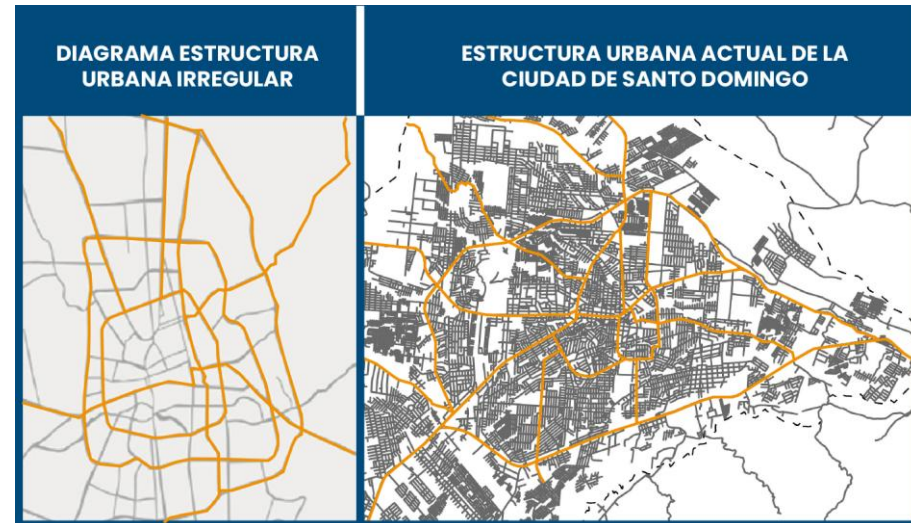 DIAGRAMA ESTRUCTURA
URBANA IRREGULAR
ESTRUCTURA URBANA ACTUAL DE LA
CIUDAD DE SANTO DOMINGO